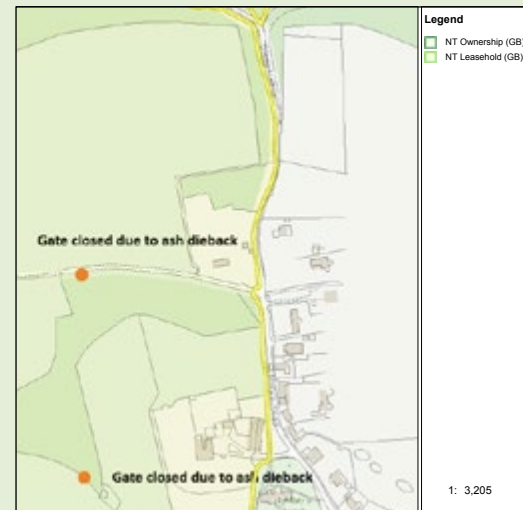 Legend
NT Ownership (GB)
NT Leasehold (GB)
Gate closed due to ash dieback
Gate closed due to ash dieback
1: 3,205